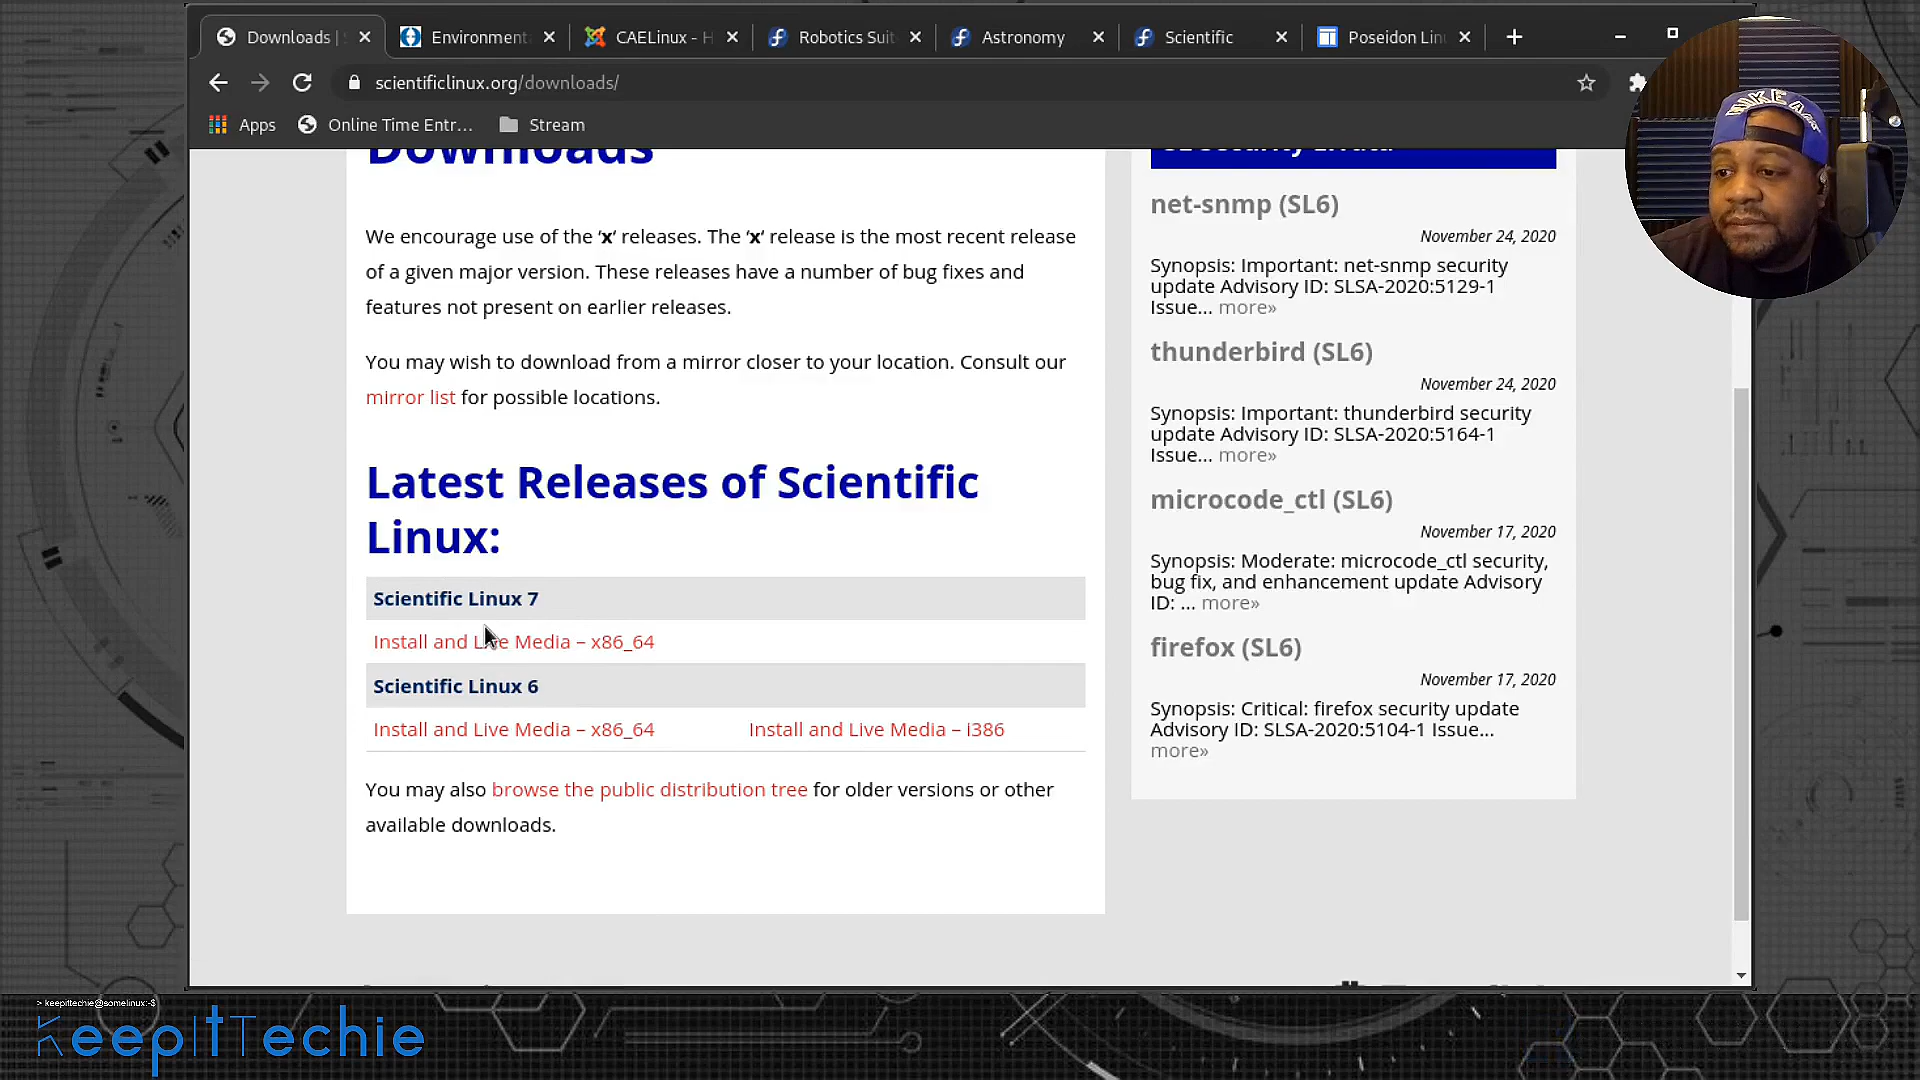 Downloads | S
Environment
CAELinux - H
Robotics Suit
Astronomy
Scientific
Poseidon Lin
scientificlinux.org/downloads/
Apps
Online Time Entr...
Stream
Downloads
SL Security Errata
We encourage use of the ‘x’ releases. The ‘x’ release is the most recent release
of a given major version. These releases have a number of bug fixes and
features not present on earlier releases.
You may wish to download from a mirror closer to your location. Consult our
mirror list for possible locations.
Latest Releases of Scientific
Linux:
Scientific Linux 7
Install and Live Media – x86_64
Scientific Linux 6
Install and Live Media – x86_64
Install and Live Media – i386
You may also browse the public distribution tree for older versions or other
available downloads.
net-snmp (SL6)
November 24, 2020
Synopsis: Important: net-snmp security
update Advisory ID: SLSA-2020:5129-1
Issue... more»
thunderbird (SL6)
November 24, 2020
Synopsis: Important: thunderbird security
update Advisory ID: SLSA-2020:5164-1
Issue... more»
microcode_ctl (SL6)
November 17, 2020
Synopsis: Moderate: microcode_ctl security,
bug fix, and enhancement update Advisory
ID: ... more»
firefox (SL6)
November 17, 2020
Synopsis: Critical: firefox security update
Advisory ID: SLSA-2020:5104-1 Issue...
more»
> keepittechie@somelinux:~$
KeepItTechie